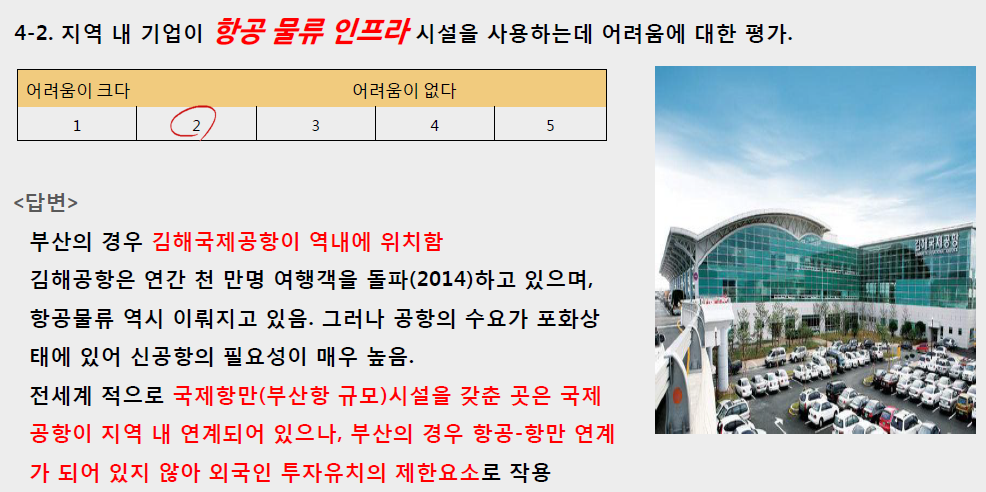 4-2. 지역 내 기업이 항공 물류 인프라 시설을 사용하는데 어려움에 대한 평가.
어려움이 크다 어려움이 없다
1 2 3 4 5
<답변>
부산의 경우 김해국제공항이 역내에 위치함
김해공항은 연간 천 만명 여행객을 돌파(2014)하고 있으며,
항공물류 역시 이뤄지고 있음. 그러나 공항의 수요가 포화상
태에 있어 신공항의 필요성이 매우 높음.
전세계 적으로 국제항만(부산항 규모)시설을 갖춘 곳은 국제
공항이 지역 내 연계되어 있으나, 부산의 경우 항공-항만 연계
가 되어 있지 않아 외국인 투자유치의 제한요소로 작용
김해국제공항